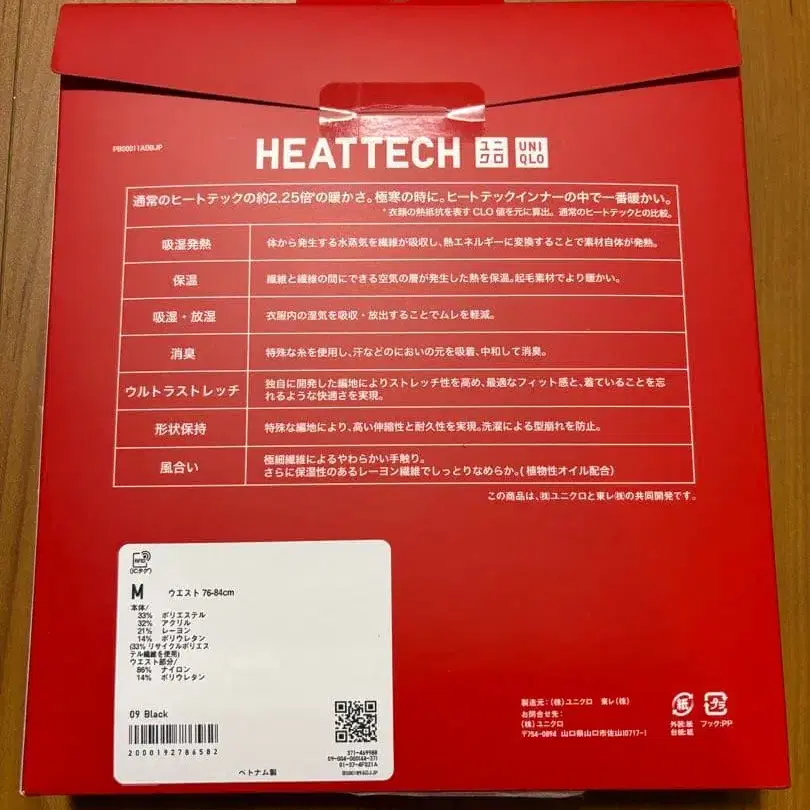 PBS0011ADBJP
HEATTECH ユニクロ UNIQLO
通常のヒートテックの約2.25倍*の暖かさ。極寒の時に。ヒートテックインナーの中で一番暖かい。
*衣類の熱抵抗を表すCLO値を元に算出。通常のヒートテックとの比較。
吸湿発熱 体から発生する水蒸気を繊維が吸収し、熱エネルギーに変換することで素材自体が発熱。
保温 繊維と繊維の間にできる空気の層が発生した熱を保温。起毛素材でより暖かい。
吸湿・放湿 衣服内の湿気を吸収・放出することでムレを軽減。
消臭 特殊な糸を使用し、汗などのにおいの元を吸着、中和して消臭。
ウルトラストレッチ 独自に開発した編地によりストレッチ性を高め、最適なフィット感と、着ていることを忘
れるような快適さを実現。
形状保持 特殊な編地により、高い伸縮性と耐久性を実現。洗濯による型崩れを防止。
風合い 極細繊維によるやわらかい手触り。
さらに保湿性のあるレーヨン繊維でしっとりなめらか。(植物性オイル配合)
この商品は、㈱ユニクロと東レ㈱の共同開発です。
RFID
(ICタグ)
M ウエスト 76-84cm
本体/
33% ポリエステル
32% アクリル
21% レーヨン
14% ポリウレタン
(33% リサイクルポリエス
テル繊維を使用)
ウエスト部分/
86% ナイロン
14% ポリウレタン
09 Black
2000192786582
371-449988
ベトナム製
製造元:(株)ユニクロ 東レ(株)
お問合せ先:
(株)ユニクロ
〒754-0894 山口県山口市佐山10717-1
紙 プラ
外装:紙 フック:PP
台紙:紙